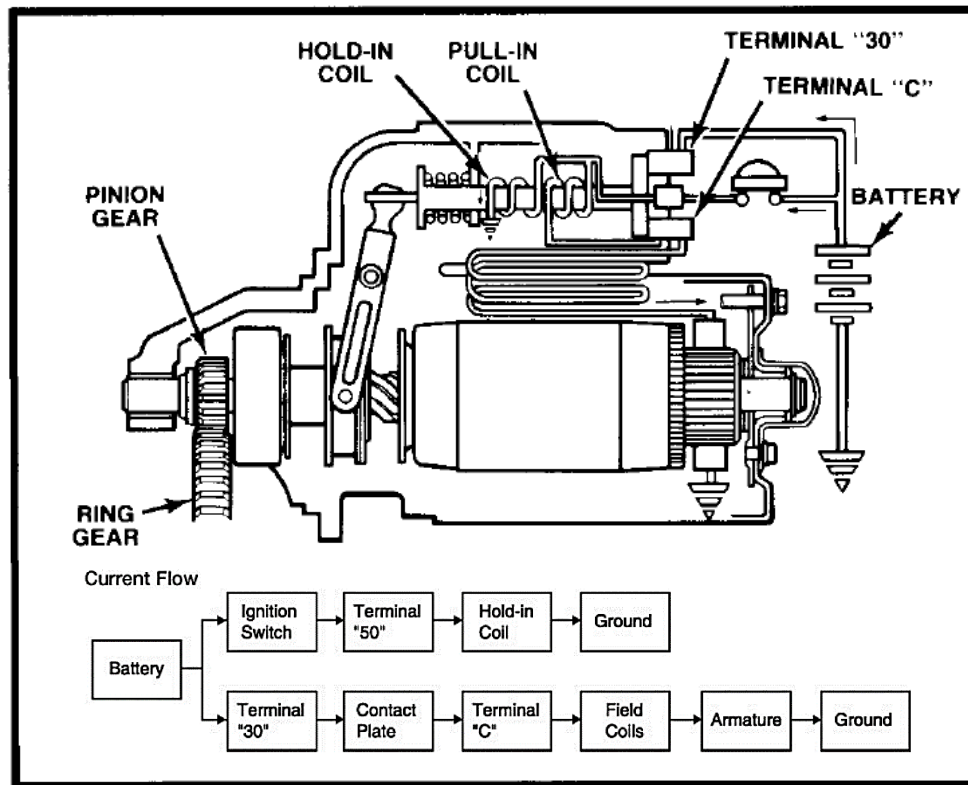 HOLD-IN
COIL
PULL-IN
COIL
TERMINAL "30"
TERMINAL "C"
PINION
GEAR
BATTERY
RING
GEAR
Current Flow
Battery
Ignition
Switch
Terminal
"50"
Hold-in
Coil
Ground
Terminal
"30"
Contact
Plate
Terminal
"C"
Field
Coils
Armature
Ground